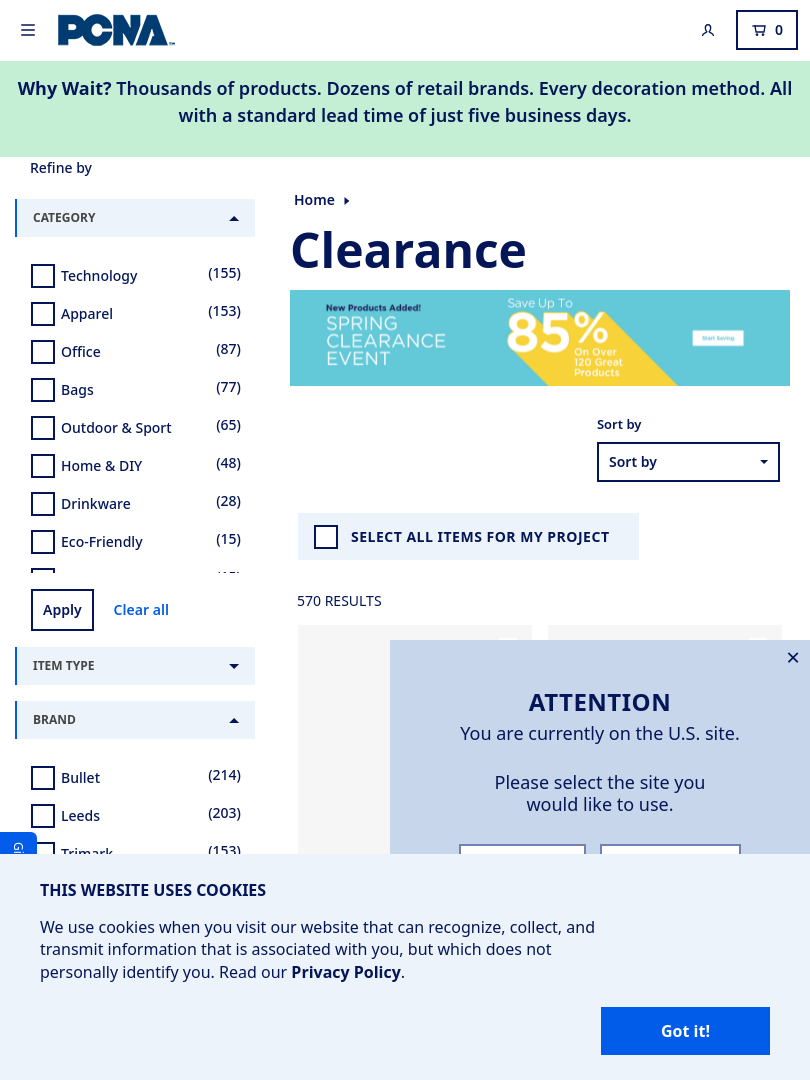 PCNA
0
Why Wait? Thousands of products. Dozens of retail brands. Every decoration method. All
with a standard lead time of just five business days.
Refine by
CATEGORY
Technology (155)
Apparel (153)
Office (87)
Bags (77)
Outdoor & Sport (65)
Home & DIY (48)
Drinkware (28)
Eco-Friendly (15)
Apply
Clear all
ITEM TYPE
BRAND
Bullet (214)
Leeds (203)
Trimark (153)
Home
Clearance
New Products Added!
SPRING
CLEARANCE
EVENT
Save Up To
85%
On Over
120 Great
Products
Start Saving
Sort by
Sort by
SELECT ALL ITEMS FOR MY PROJECT
570 RESULTS
ATTENTION
You are currently on the U.S. site.
Please select the site you
would like to use.
THIS WEBSITE USES COOKIES
We use cookies when you visit our website that can recognize, collect, and
transmit information that is associated with you, but which does not
personally identify you. Read our Privacy Policy.
Got it!